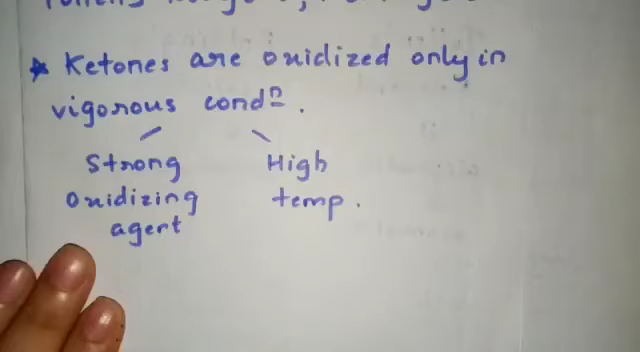 * Ketones are oxidized only in
vigorous condn.
Strong High
oxidizing temp.
agent